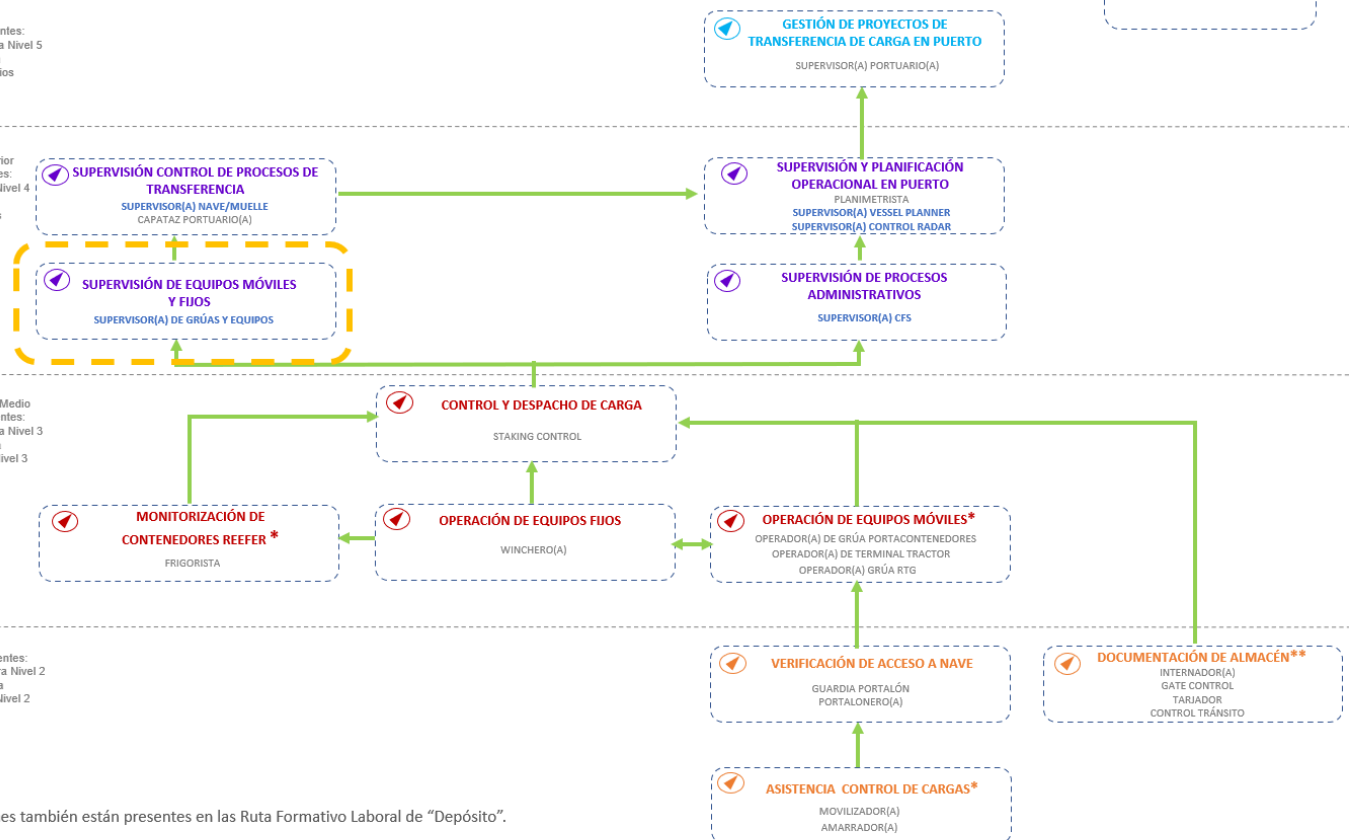 ntes:
a Nivel 5
ios
GESTIÓN DE PROYECTOS DE
TRANSFERENCIA DE CARGA EN PUERTO
SUPERVISOR(A) PORTUARIO(A)
ior
es:
Nivel 4
s
SUPERVISIÓN CONTROL DE PROCESOS DE
TRANSFERENCIA
SUPERVISOR(A) NAVE/MUELLE
CAPATAZ PORTUARIO(A)
SUPERVISIÓN Y PLANIFICACIÓN
OPERACIONAL EN PUERTO
PLANIMETRISTA
SUPERVISOR(A) VESSEL PLANNER
SUPERVISOR(A) CONTROL RADAR
SUPERVISIÓN DE EQUIPOS MÓVILES
Y FIJOS
SUPERVISOR(A) DE GRÚAS Y EQUIPOS
SUPERVISIÓN DE PROCESOS
ADMINISTRATIVOS
SUPERVISOR(A) CFS
Medio
ntes:
a Nivel 3
a
Nivel 3
CONTROL Y DESPACHO DE CARGA
STAKING CONTROL
MONITORIZACIÓN DE
CONTENEDORES REEFER *
FRIGORISTA
OPERACIÓN DE EQUIPOS FIJOS
WINCHERO(A)
OPERACIÓN DE EQUIPOS MÓVILES*
OPERADOR(A) DE GRÚA PORTACONTENEDORES
OPERADOR(A) DE TERMINAL TRACTOR
OPERADOR(A) GRÚA RTG
entes:
ra Nivel 2
a
Nivel 2
VERIFICACIÓN DE ACCESO A NAVE
GUARDIA PORTALÓN
PORTALONERO(A)
DOCUMENTACIÓN DE ALMACÉN**
INTERNADOR(A)
GATE CONTROL
TARJADOR
CONTROL TRÁNSITO
ASISTENCIA CONTROL DE CARGAS*
MOVILIZADOR(A)
AMARRADOR(A)
es también están presentes en las Ruta Formativo Laboral de “Depósito”.